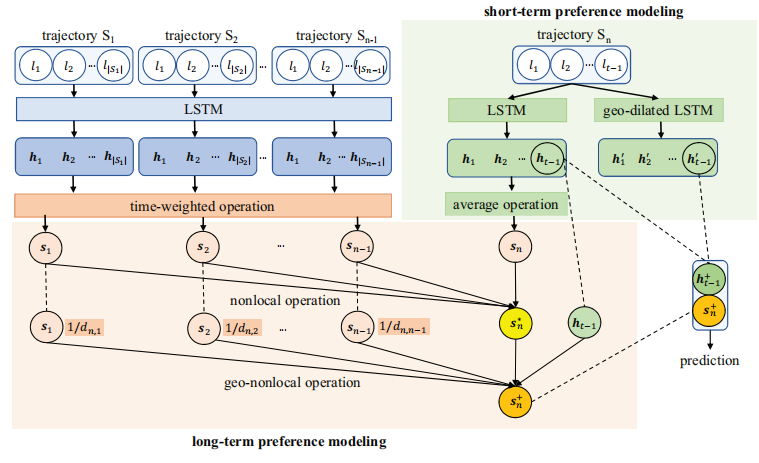 short-term preference modeling
trajectory S₁ trajectory S₂ trajectory Sₙ₋₁ trajectory Sₙ
l₁ l₂ ··· l|S₁| l₁ l₂ ··· l|S₂| ... l₁ l₂ ··· l|Sₙ₋₁| l₁ l₂ ··· lₜ₋₁
LSTM LSTM geo-dilated LSTM
h₁ h₂ ··· h|S₁| h₁ h₂ ··· h|S₂| ... h₁ h₂ ··· h|Sₙ₋₁| h₁ h₂ ··· hₜ₋₁ h′₁ h′₂ ··· h′ₜ₋₁
time-weighted operation average operation
s₁ s₂ ... sₙ₋₁ sₙ
h⁺ₜ₋₁
nonlocal operation
s⁺ₙ
s₁ 1/dₙ,₁ s₂ 1/dₙ,₂ ... sₙ₋₁ 1/dₙ,ₙ₋₁ s*ₙ hₜ₋₁
prediction
geo-nonlocal operation
s⁺ₙ
long-term preference modeling